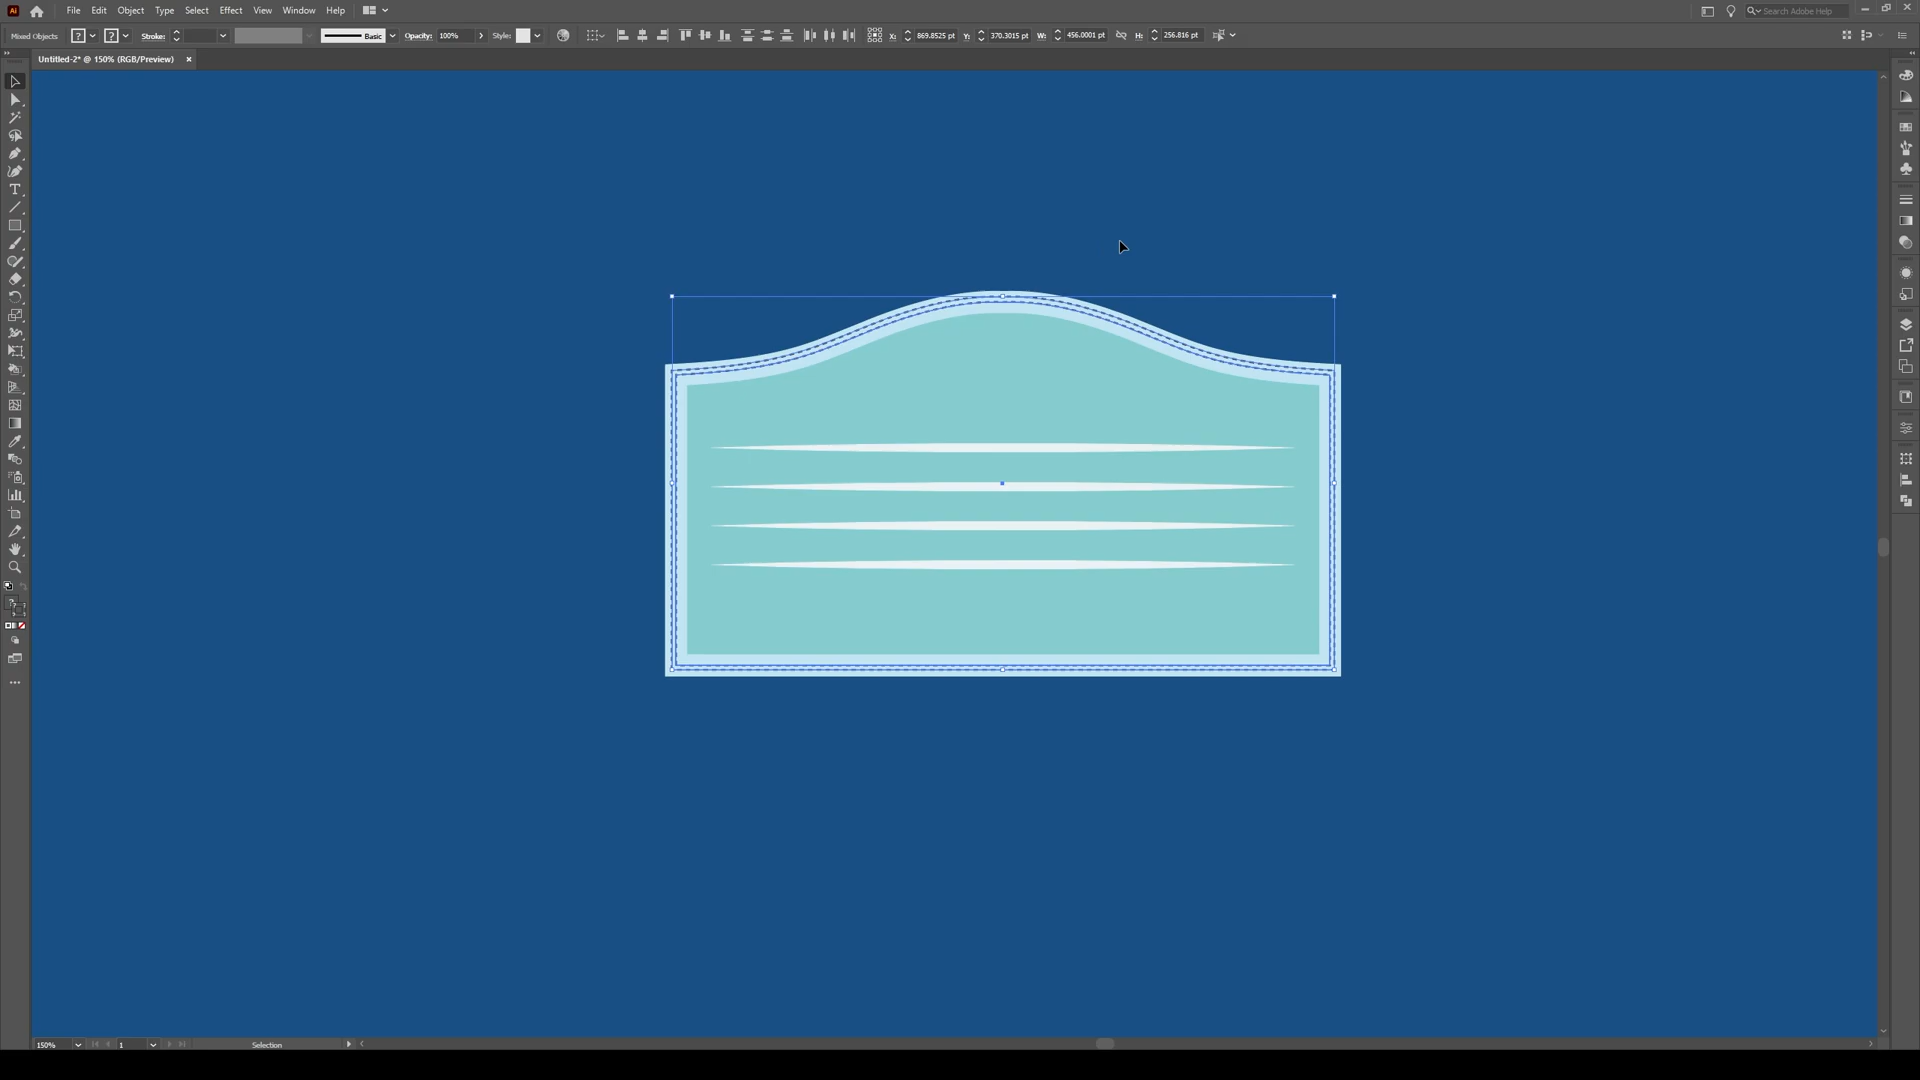 Ai File Edit Object Type Select Effect View Window Help Search Adobe Help
Mixed Objects ? ? Stroke: Basic Opacity: 100% Style: X: 869.8525 pt Y: 370.3015 pt W: 456.0001 pt H: 256.816 pt
Untitled-2* @ 150% (RGB/Preview)
T
?
150% 1 Selection